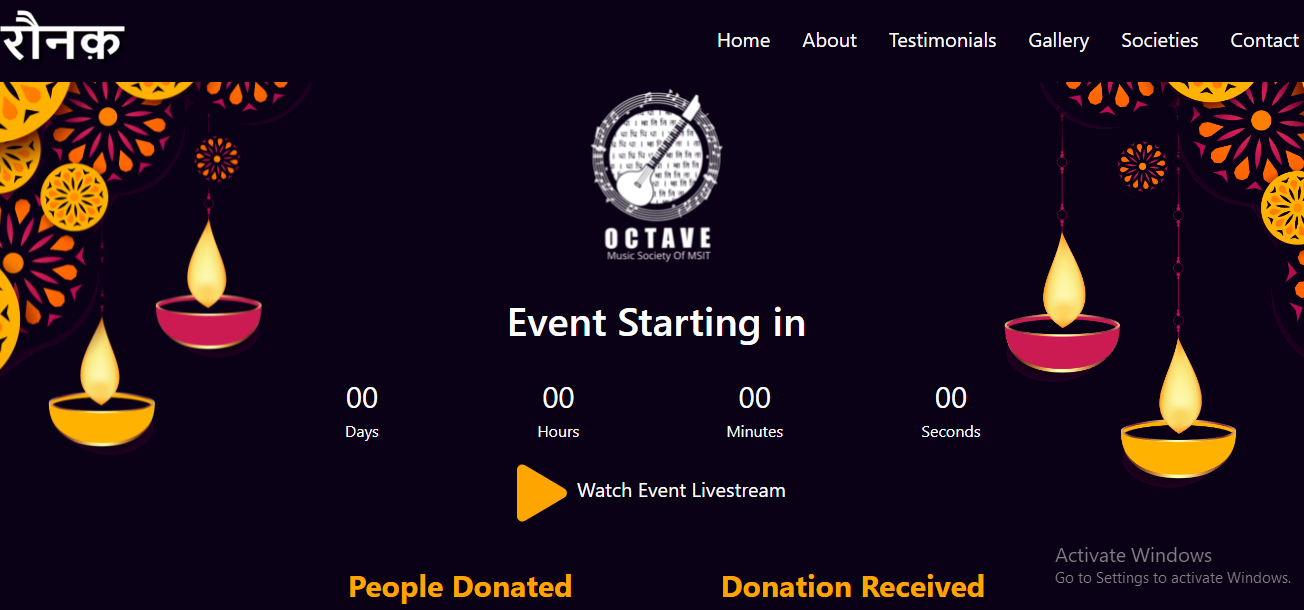 रौनक़
Home About Testimonials Gallery Societies Contact
OCTAVE
Music Society Of MSIT
Event Starting in
00 00 00 00
Days Hours Minutes Seconds
Watch Event Livestream
Activate Windows
Go to Settings to activate Windows.
People Donated Donation Received